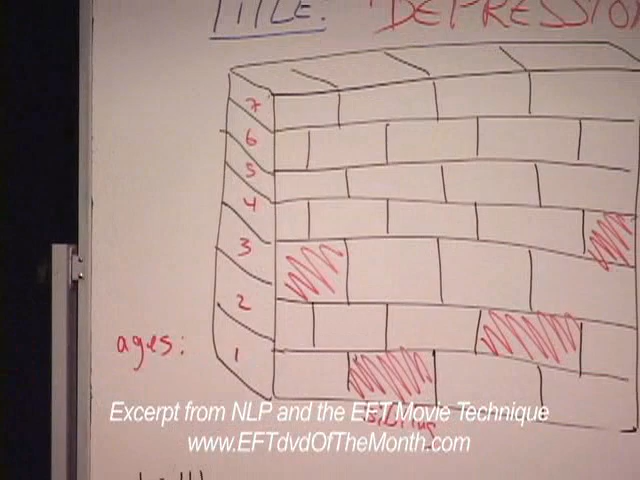 TITLE: DEPRESSION
7
6
5
4
3
2
ages: 1
Excerpt from NLP and the EFT Movie Technique
www.EFTdvdOfTheMonth.com